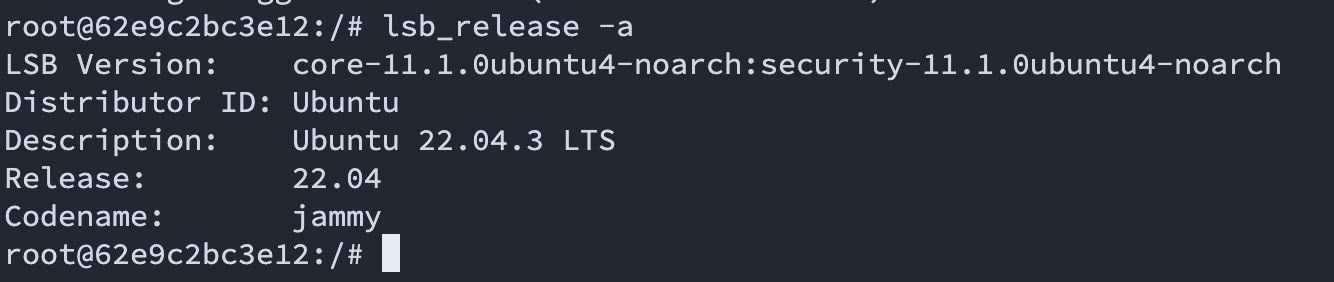 root@62e9c2bc3e12:/# lsb_release -a
LSB Version:    core-11.1.0ubuntu4-noarch:security-11.1.0ubuntu4-noarch
Distributor ID: Ubuntu
Description:    Ubuntu 22.04.3 LTS
Release:        22.04
Codename:       jammy
root@62e9c2bc3e12:/#